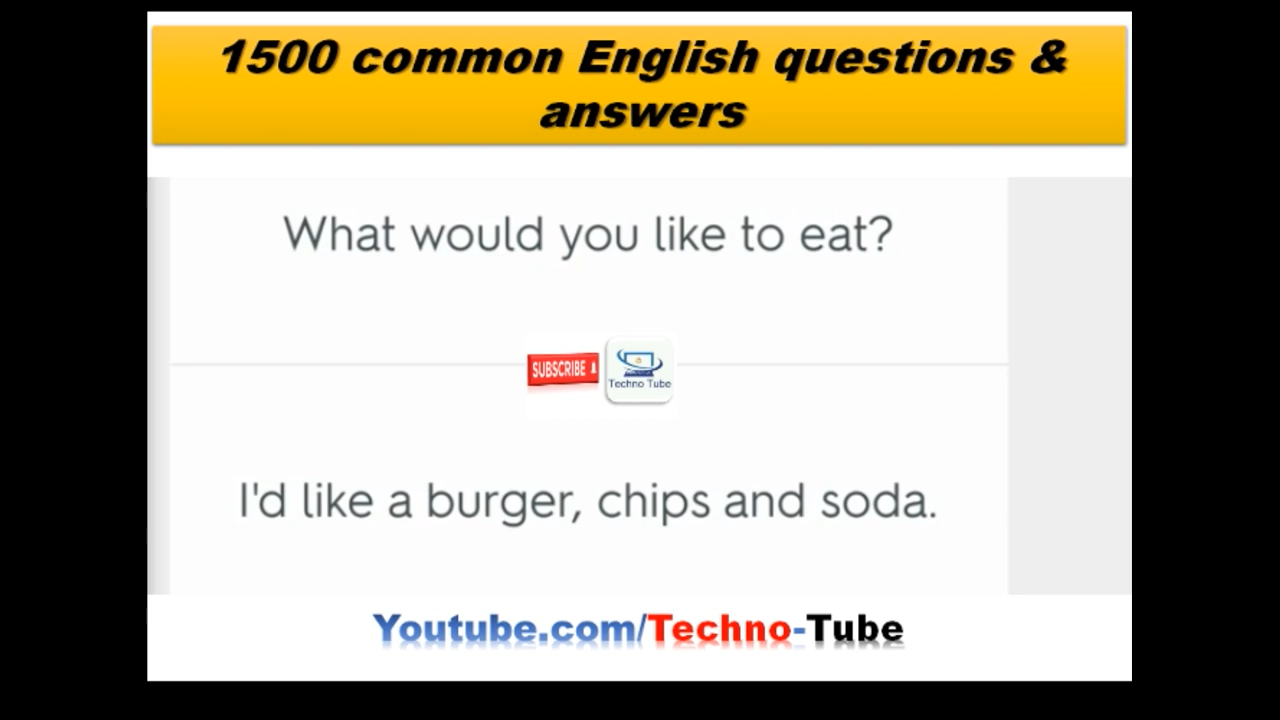 1500 common English questions &
answers
What would you like to eat?
SUBSCRIBE
Techno Tube
I'd like a burger, chips and soda.
Youtube.com/Techno-Tube